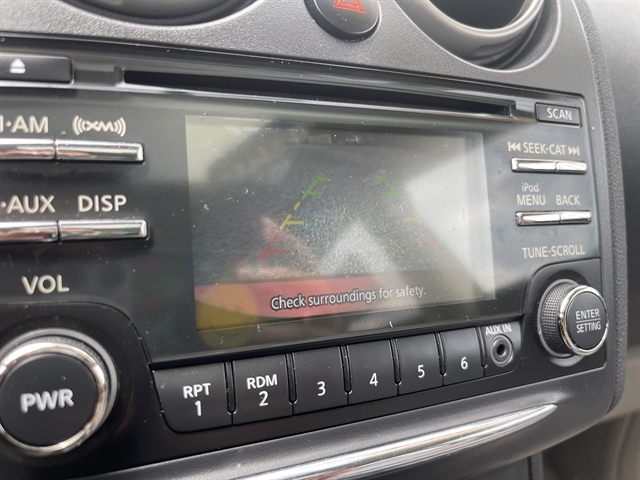 SCAN
·AM
((XM))
SEEK·CAT
iPod
MENU
BACK
·AUX
DISP
TUNE·SCROLL
VOL
Check surroundings for safety.
ENTER
SETTING
AUX IN
PWR
RPT
1
RDM
2
3
4
5
6